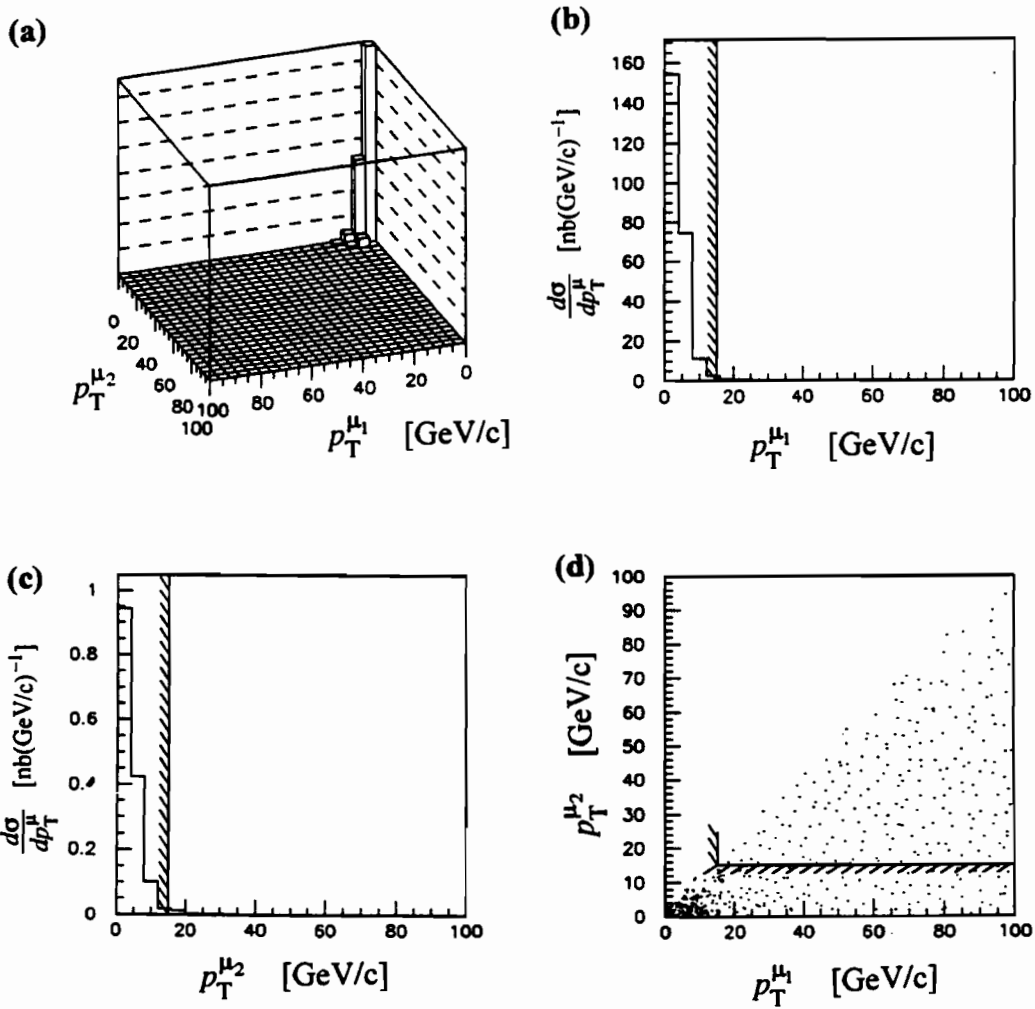 (a)
0
20
40
60
80
100
p_T^μ2
100
80
60
40
20
0
p_T^μ1 [GeV/c]
(b)
160
140
120
100
80
60
40
20
0
dσ/dp_T^μ [nb(GeV/c)⁻¹]
0 20 40 60 80 100
p_T^μ1 [GeV/c]
(c)
1
0.8
0.6
0.4
0.2
0
dσ/dp_T^μ [nb(GeV/c)⁻¹]
0 20 40 60 80 100
p_T^μ2 [GeV/c]
(d)
100
90
80
70
60
50
40
30
20
10
0
p_T^μ2 [GeV/c]
0 20 40 60 80 100
p_T^μ1 [GeV/c]